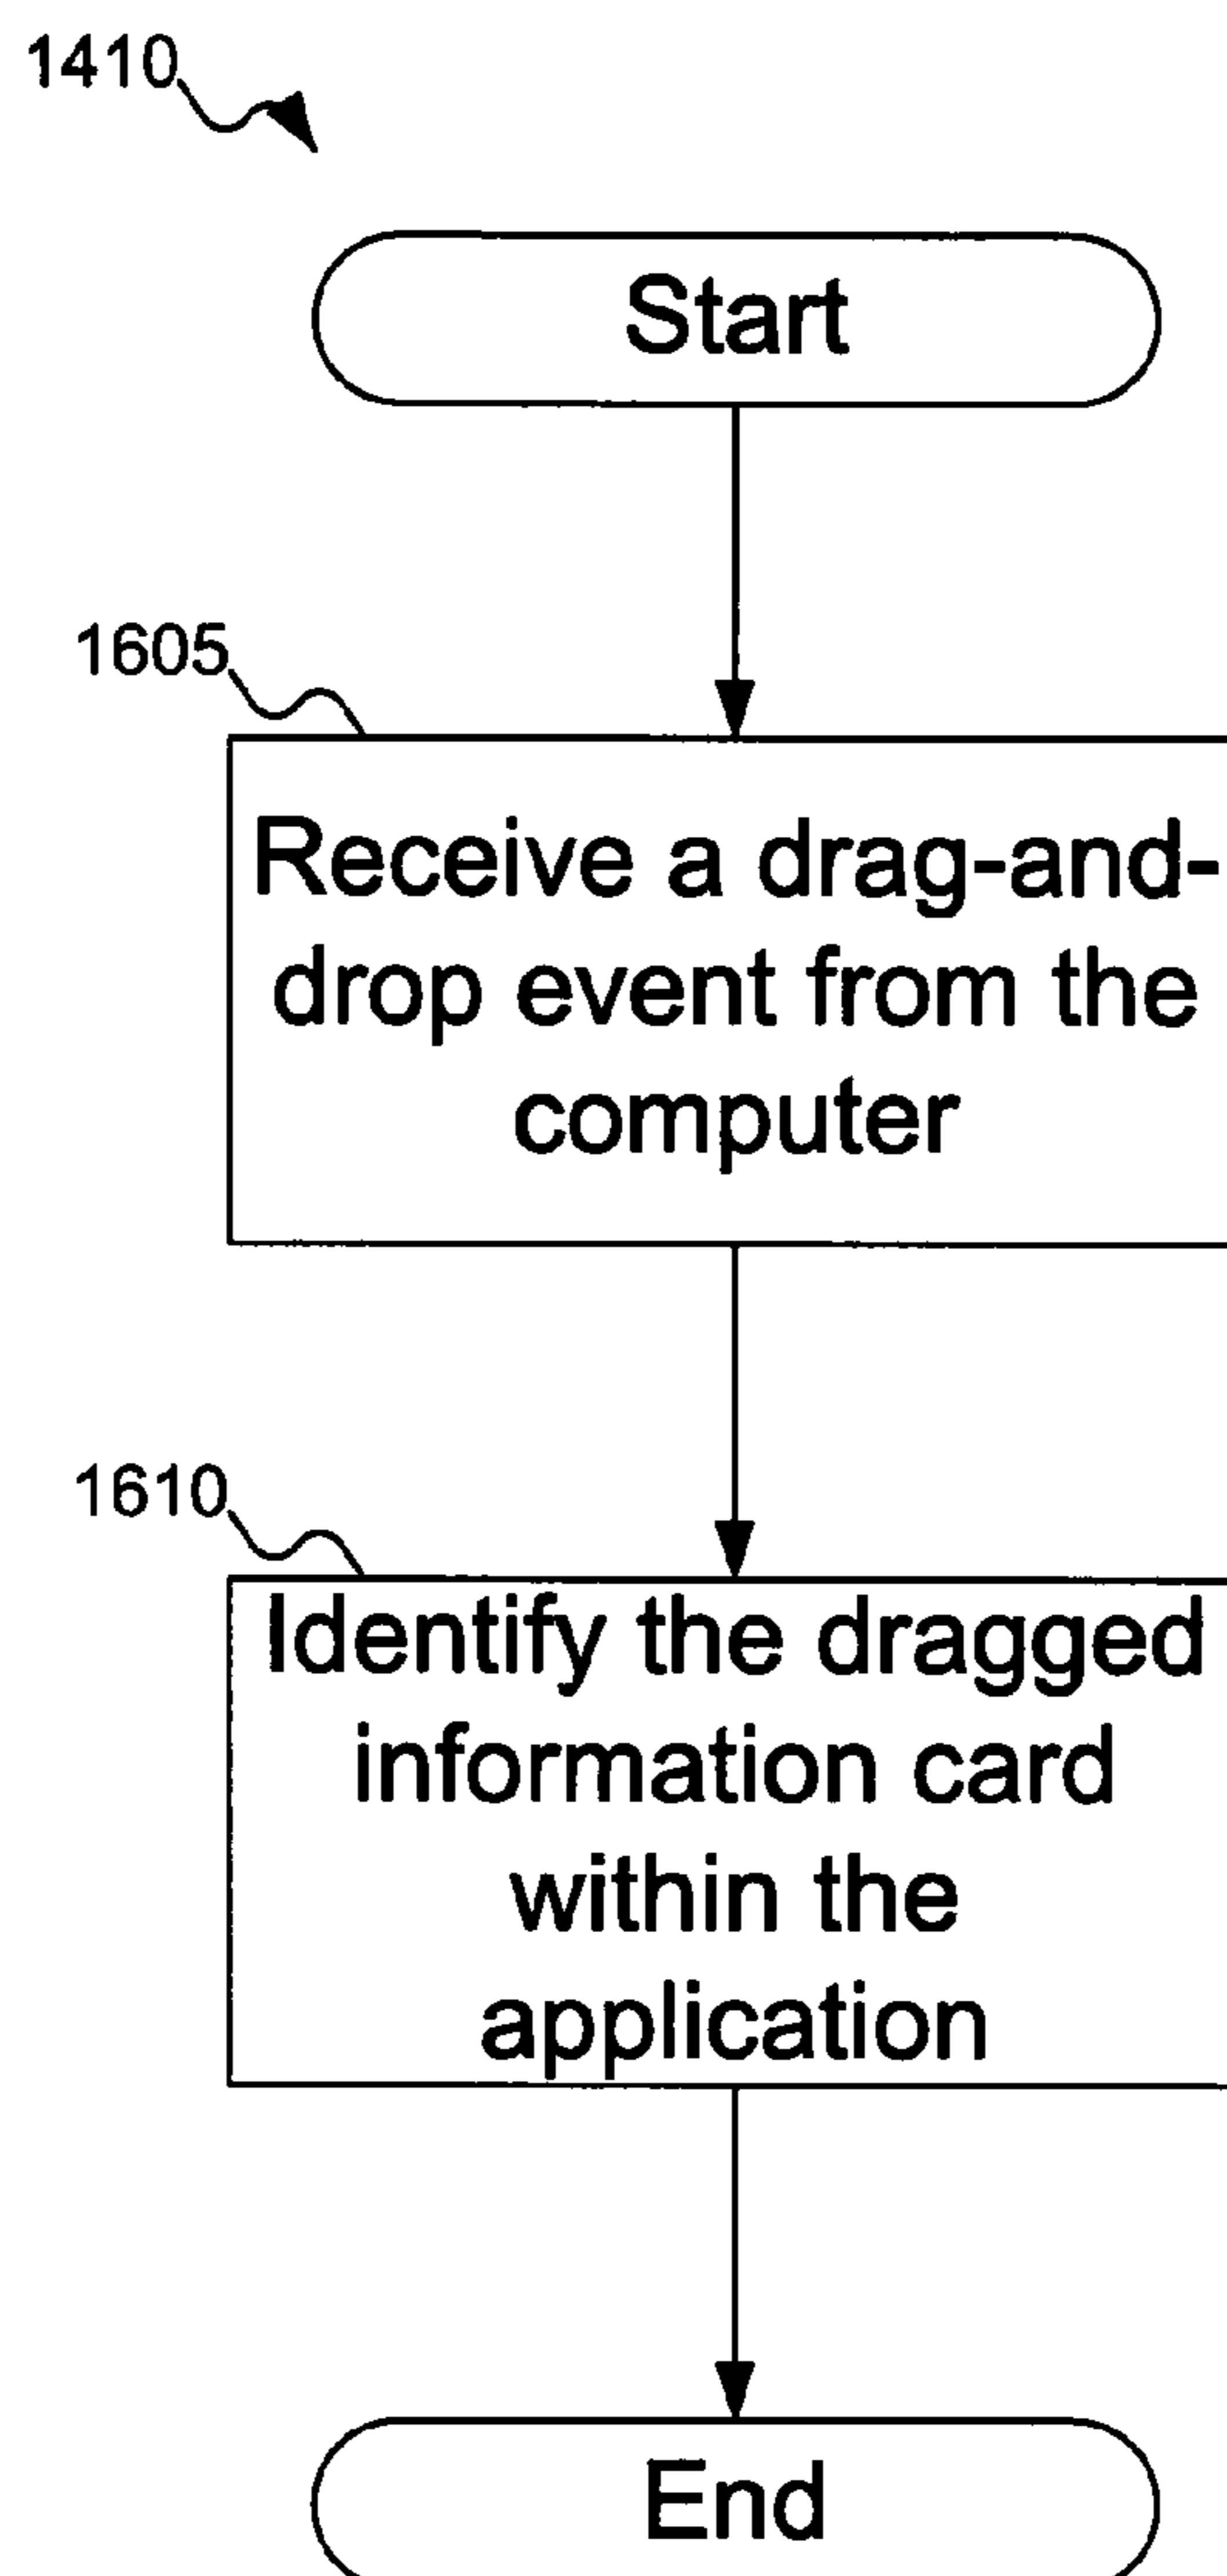 1410
Start
1605
Receive a drag-and-
drop event from the
computer
1610
Identify the dragged
information card
within the
application
End